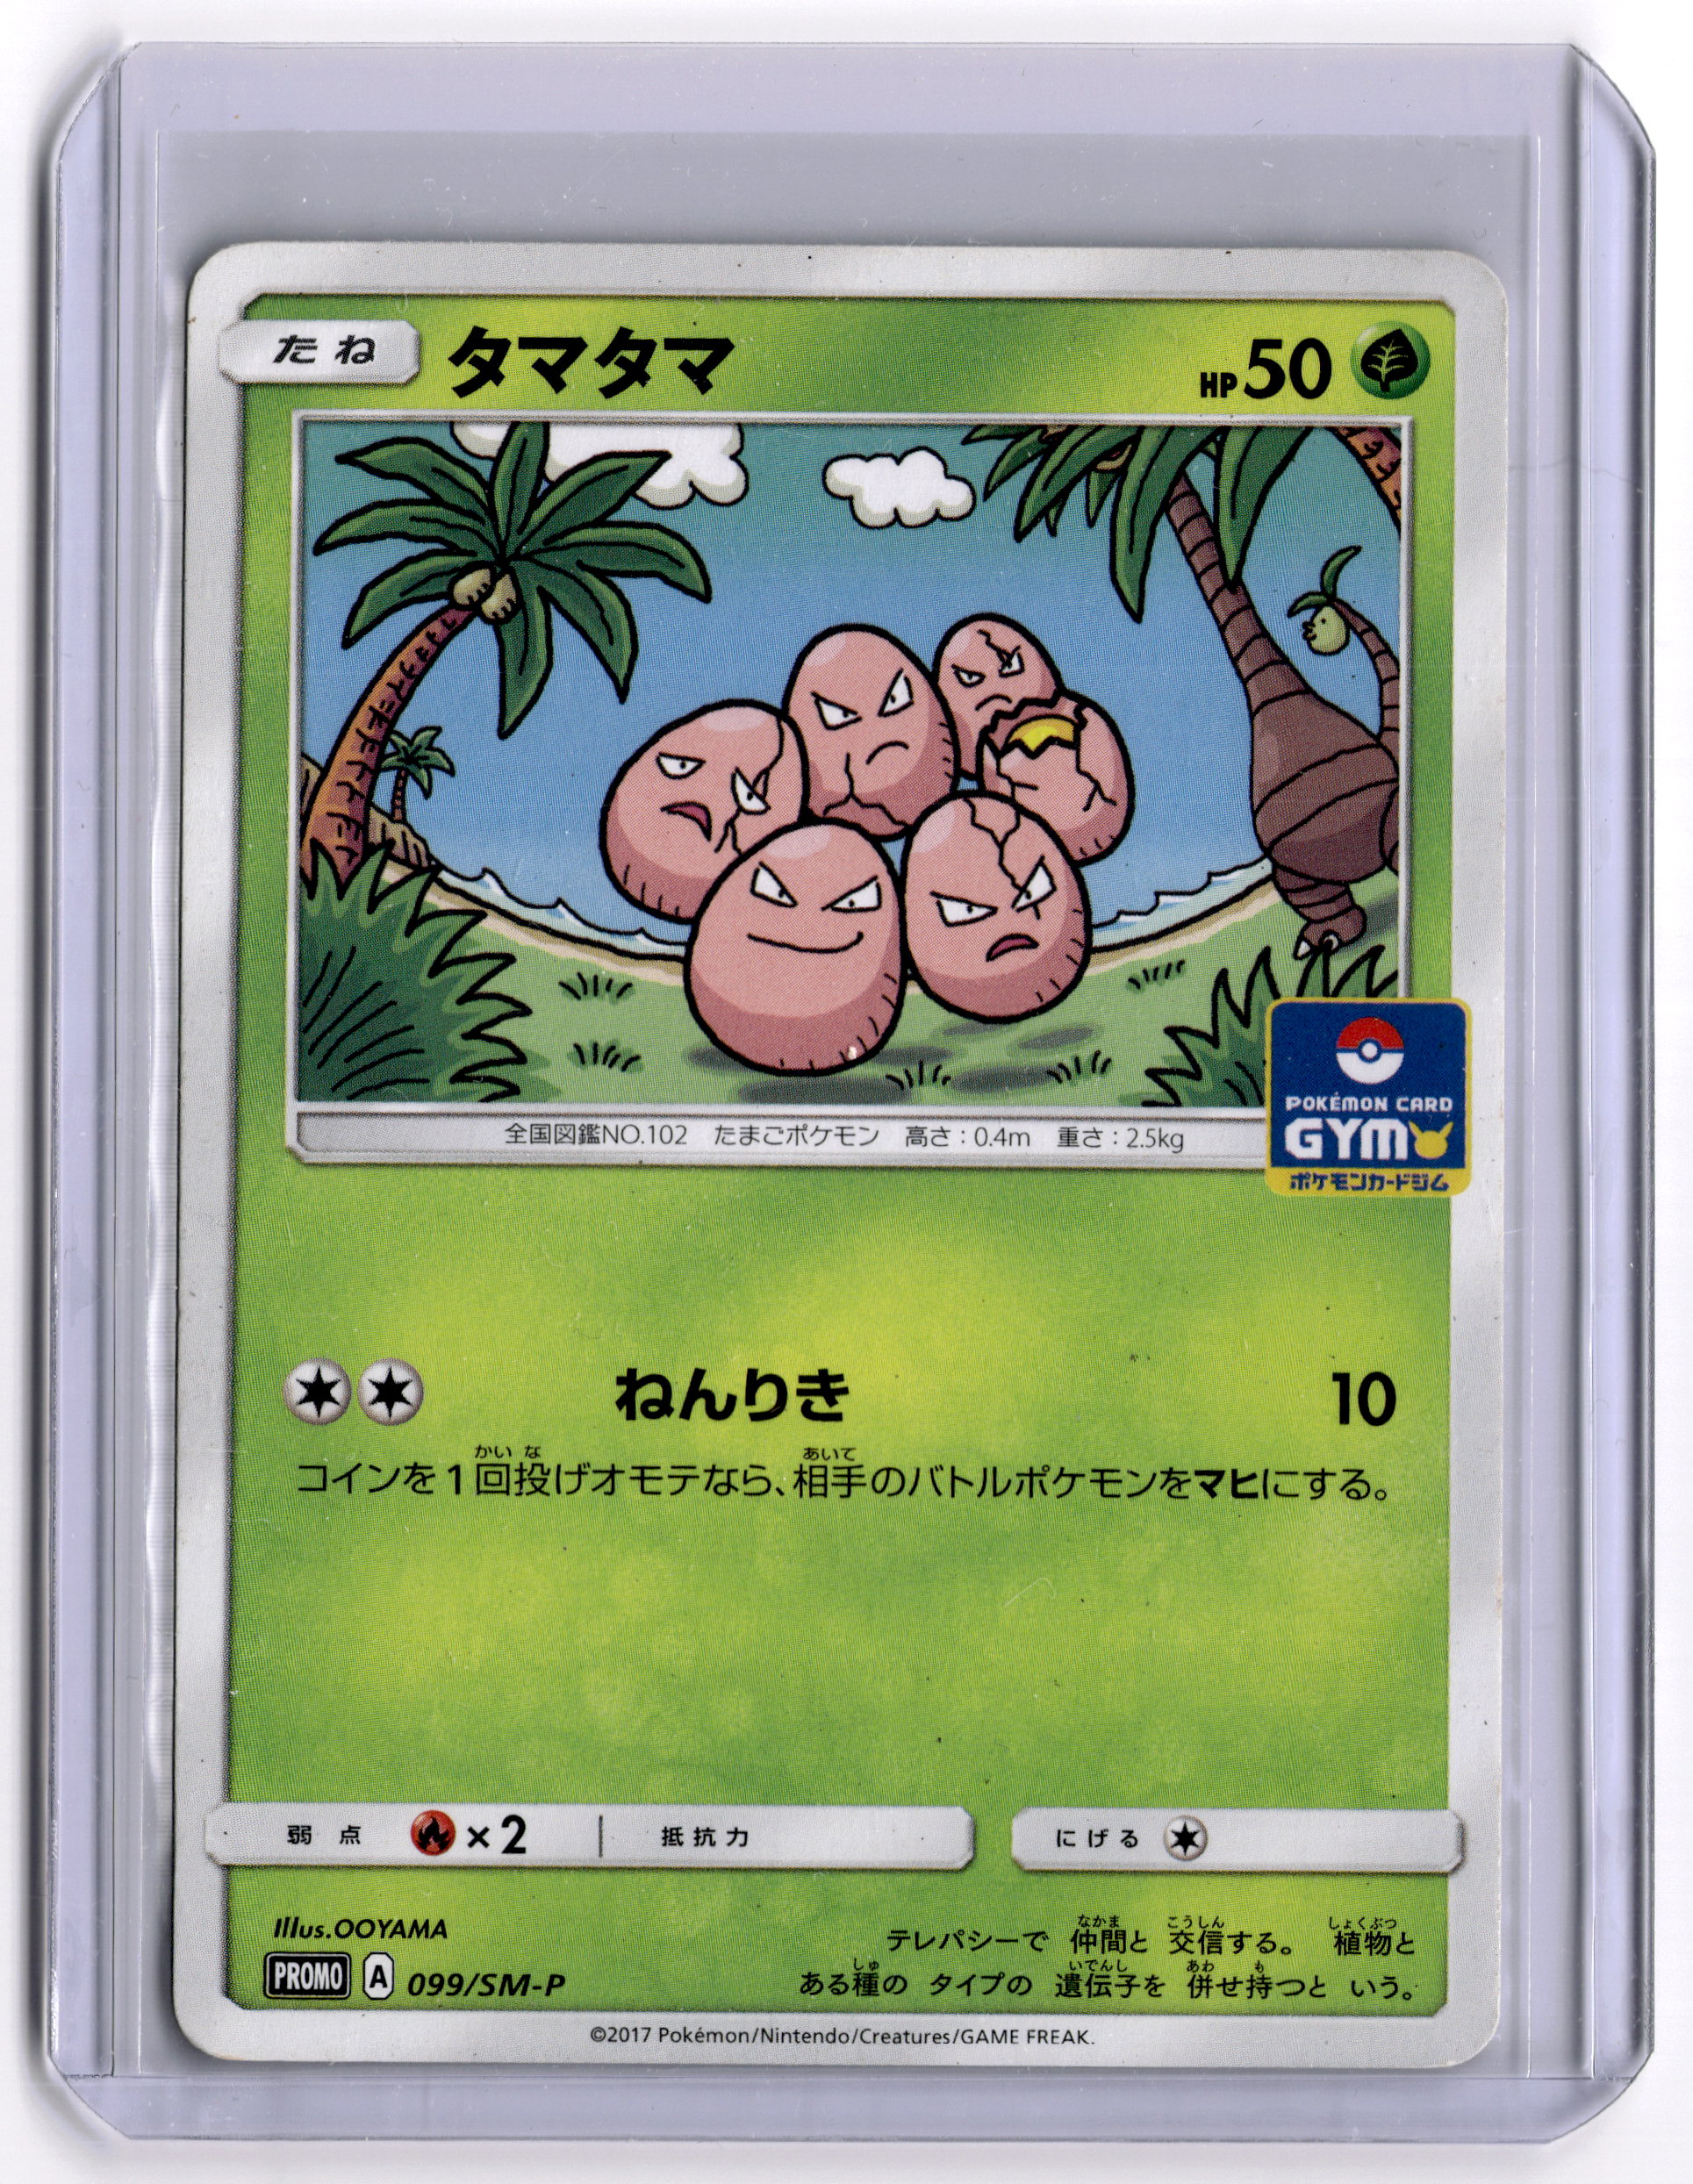 たね タマタマ HP50
POKÉMON CARD
GYM
ポケモンカードジム
全国図鑑NO.102 たまごポケモン 高さ:0.4m 重さ:2.5kg
ねんりき 10
コインを1回投げオモテなら、相手のバトルポケモンをマヒにする。
弱点 ×2 抵抗力 にげる
Illus.OOYAMA
PROMO A 099/SM-P
テレパシーで 仲間と 交信する。 植物と
ある種の タイプの 遺伝子を 併せ持つと いう。
©2017 Pokémon/Nintendo/Creatures/GAME FREAK.